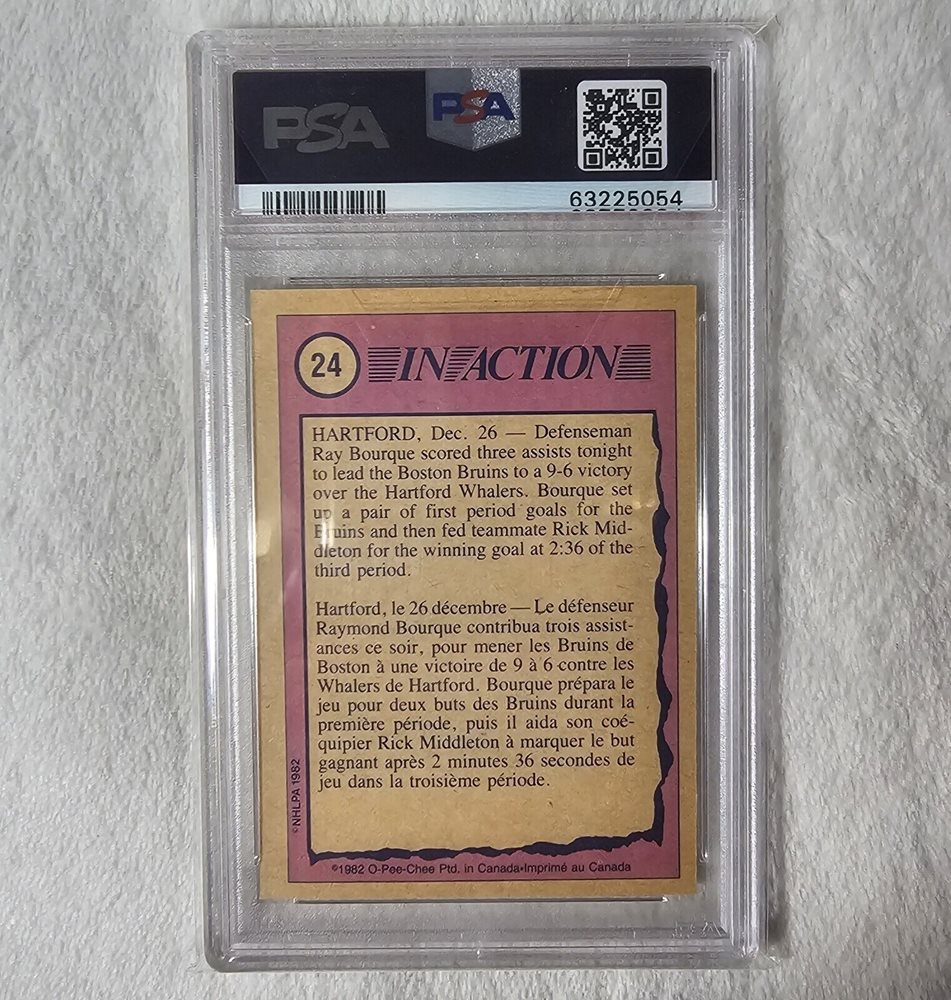 PSA
PSA
63225054
24
IN ACTION
HARTFORD, Dec. 26 — Defenseman
Ray Bourque scored three assists tonight
to lead the Boston Bruins to a 9-6 victory
over the Hartford Whalers. Bourque set
up a pair of first period goals for the
Bruins and then fed teammate Rick Mid-
dleton for the winning goal at 2:36 of the
third period.
Hartford, le 26 décembre — Le défenseur
Raymond Bourque contribua trois assist-
ances ce soir, pour mener les Bruins de
Boston à une victoire de 9 à 6 contre les
Whalers de Hartford. Bourque prépara le
jeu pour deux buts des Bruins durant la
première période, puis il aida son coé-
quipier Rick Middleton à marquer le but
gagnant après 2 minutes 36 secondes de
jeu dans la troisième période.
©NHLPA 1982
©1982 O-Pee-Chee Ptd. in Canada•Imprimé au Canada